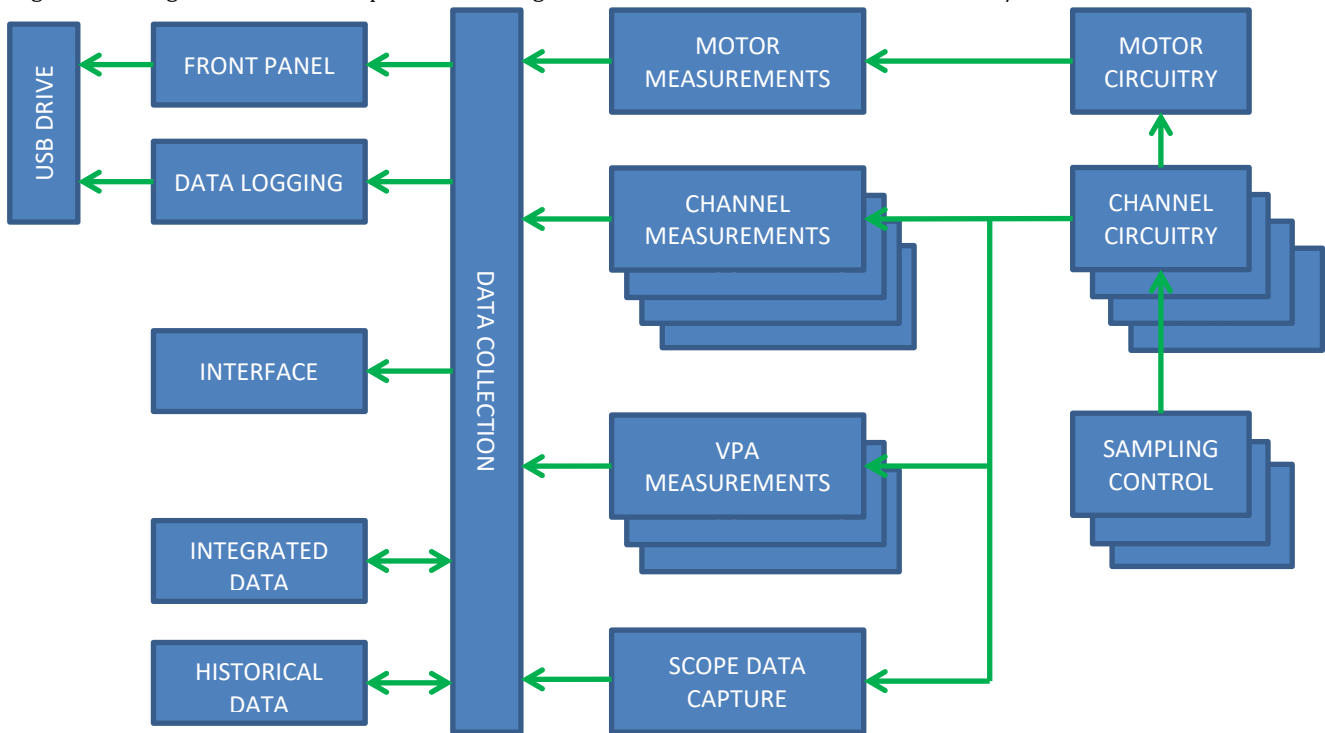 USB DRIVE
FRONT PANEL
DATA LOGGING
INTERFACE
INTEGRATED
DATA
HISTORICAL
DATA
DATA COLLECTION
MOTOR
MEASUREMENTS
CHANNEL
MEASUREMENTS
VPA
MEASUREMENTS
SCOPE DATA
CAPTURE
MOTOR
CIRCUITRY
CHANNEL
CIRCUITRY
SAMPLING
CONTROL